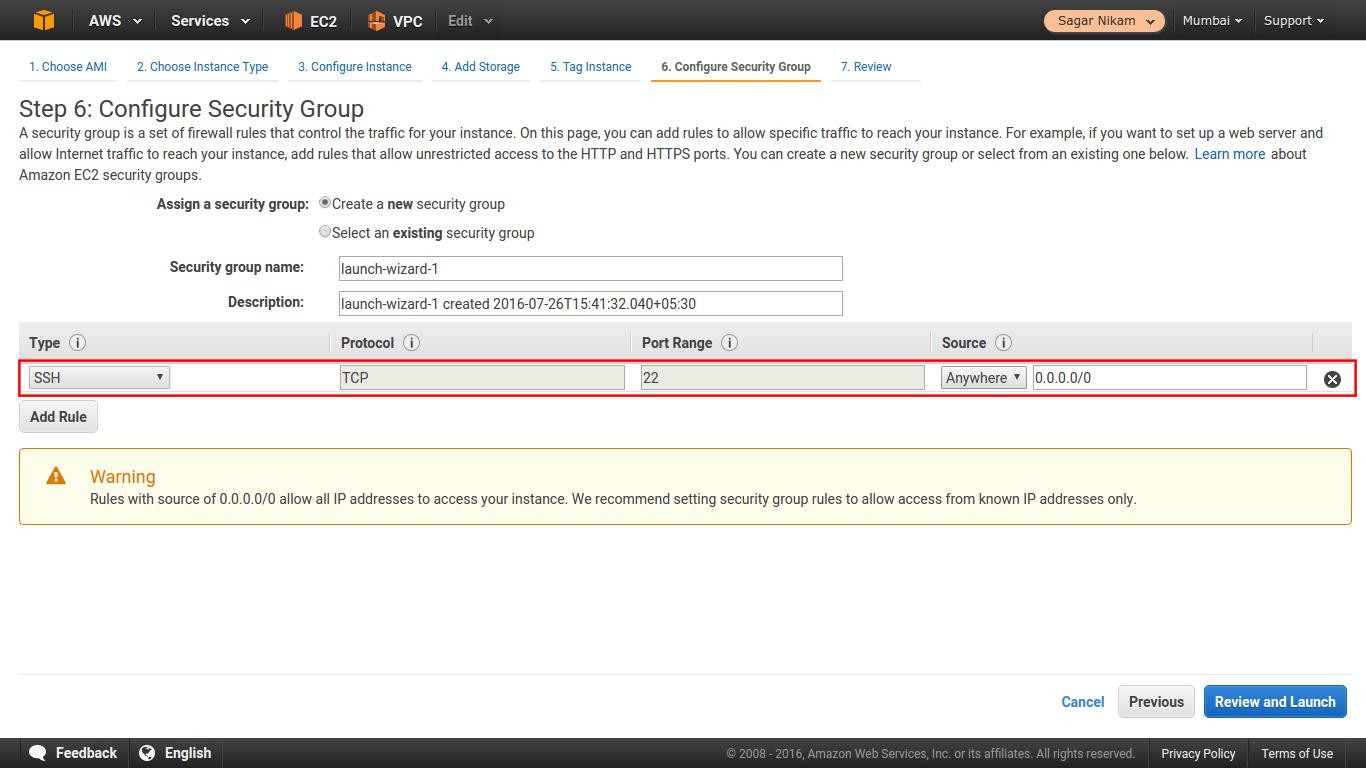 AWS Services EC2 VPC Edit Sagar Nikam Mumbai Support
1. Choose AMI 2. Choose Instance Type 3. Configure Instance 4. Add Storage 5. Tag Instance 6. Configure Security Group 7. Review
Step 6: Configure Security Group
A security group is a set of firewall rules that control the traffic for your instance. On this page, you can add rules to allow specific traffic to reach your instance. For example, if you want to set up a web server and
allow Internet traffic to reach your instance, add rules that allow unrestricted access to the HTTP and HTTPS ports. You can create a new security group or select from an existing one below. Learn more about
Amazon EC2 security groups.
Assign a security group: Create a new security group
Select an existing security group
Security group name: launch-wizard-1
Description: launch-wizard-1 created 2016-07-26T15:41:32.040+05:30
Type i Protocol i Port Range i Source i
SSH TCP 22 Anywhere 0.0.0.0/0
Add Rule
Warning
Rules with source of 0.0.0.0/0 allow all IP addresses to access your instance. We recommend setting security group rules to allow access from known IP addresses only.
Cancel Previous Review and Launch
Feedback English © 2008 - 2016, Amazon Web Services, Inc. or its affiliates. All rights reserved. Privacy Policy Terms of Use